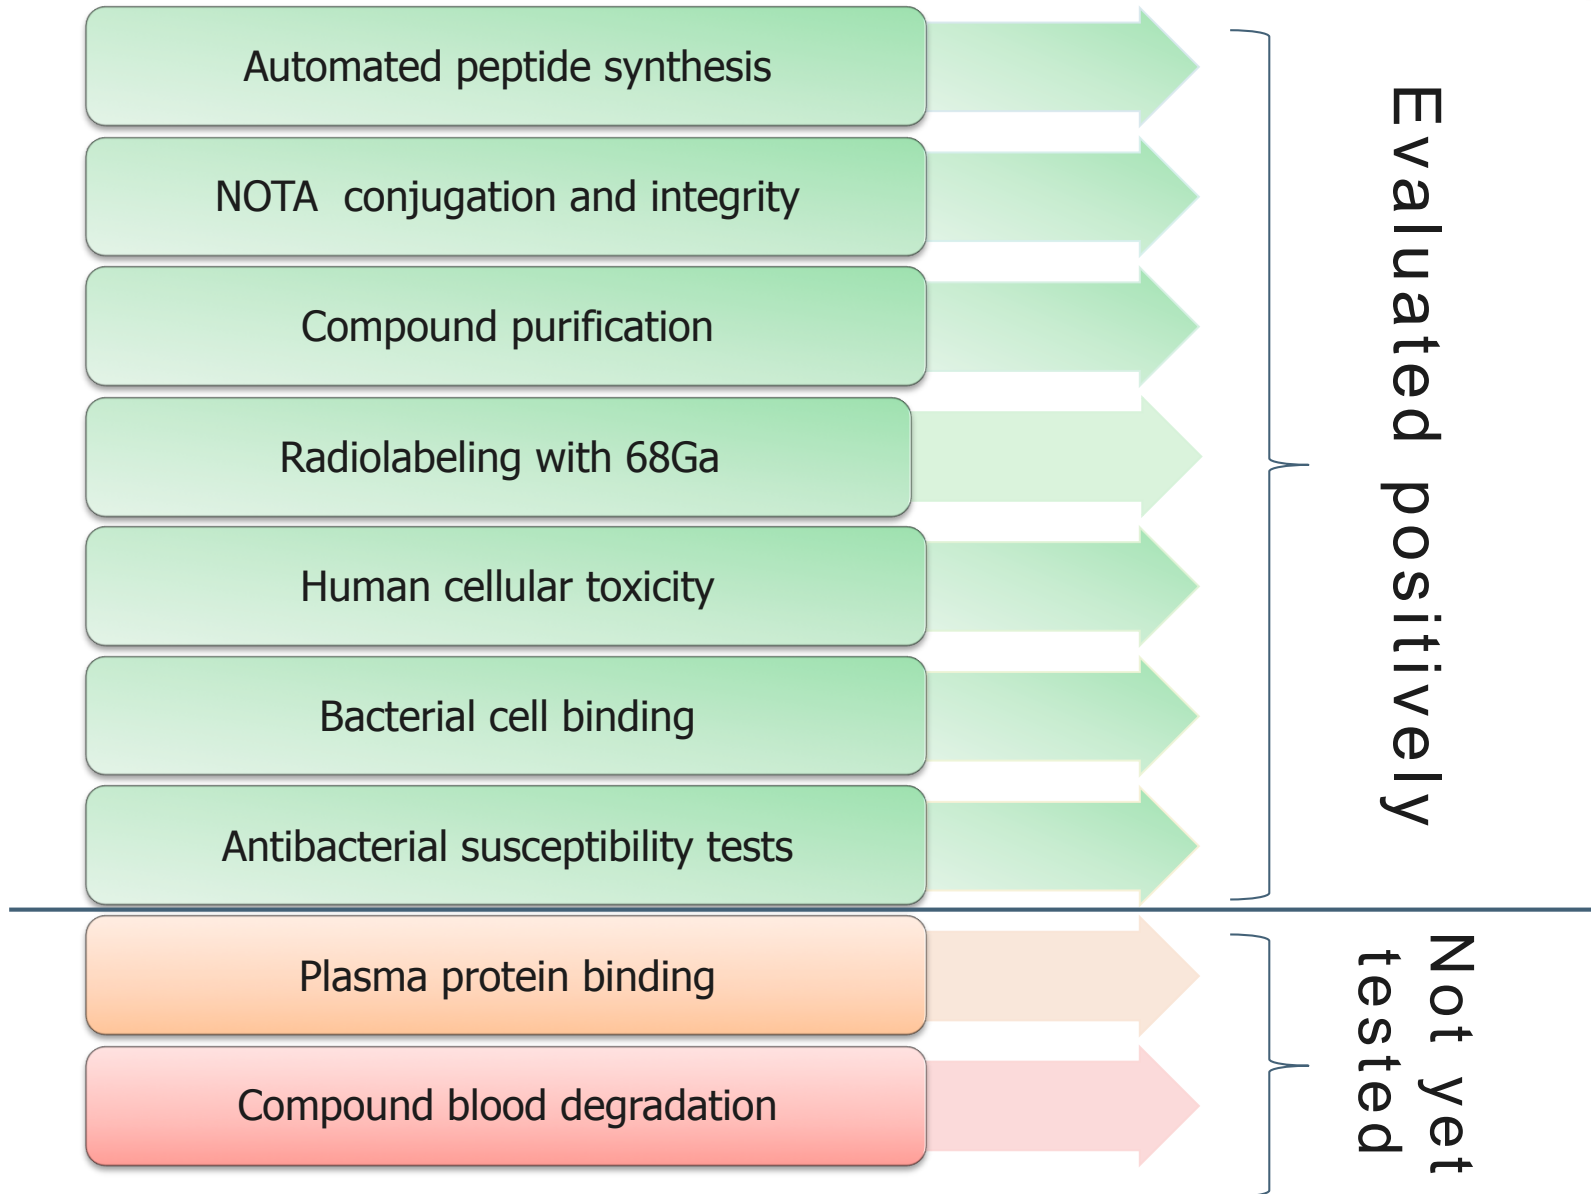 Automated peptide synthesis
NOTA  conjugation and integrity
Compound purification
Radiolabeling with 68Ga
Human cellular toxicity
Bacterial cell binding
Antibacterial susceptibility tests
Evaluated positively
Plasma protein binding
Compound blood degradation
Not yet
tested